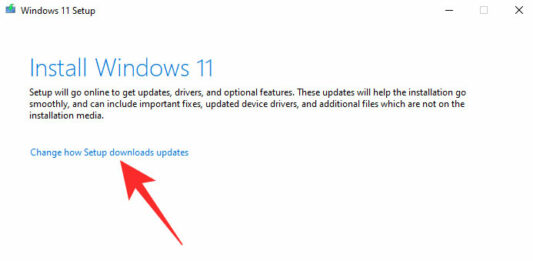 Windows 11 Setup
Install Windows 11
Setup will go online to get updates, drivers, and optional features. These updates will help the installation go
smoothly, and can include important fixes, updated device drivers, and additional files which are not on the
installation media.
Change how Setup downloads updates